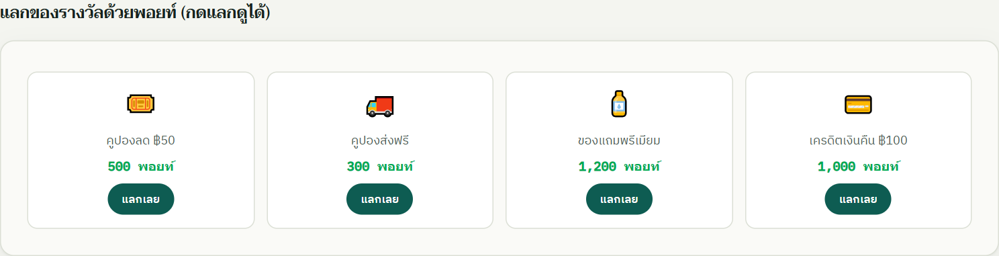 แลกของรางวัลด้วยพอยท์ (กดแลกดูได้)
คูปองลด ฿50
500 พอยท์
แลกเลย
คูปองส่งฟรี
300 พอยท์
แลกเลย
ของแถมพรีเมียม
1,200 พอยท์
แลกเลย
เครดิตเงินคืน ฿100
1,000 พอยท์
แลกเลย